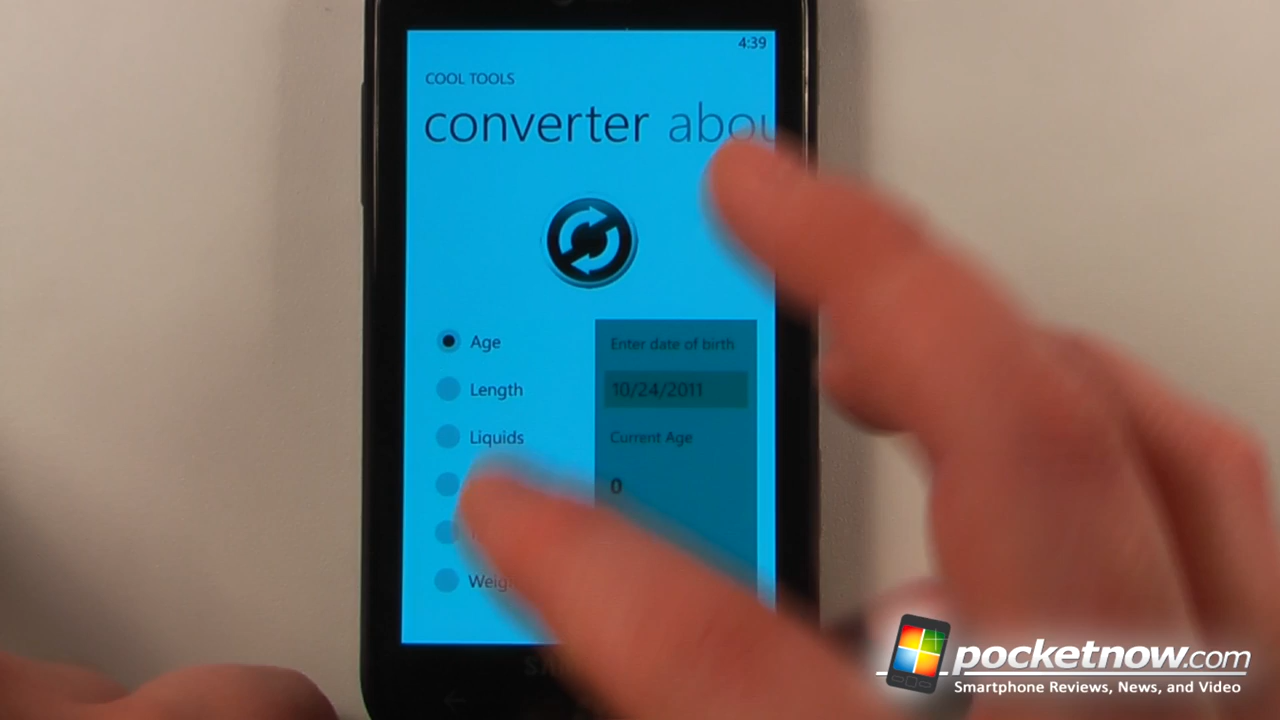 4:39
COOL TOOLS
converter abou
Age
Length
Liquids
Enter date of birth
10/24/2011
Current Age
0
pocketnow.com
Smartphone Reviews, News, and Video